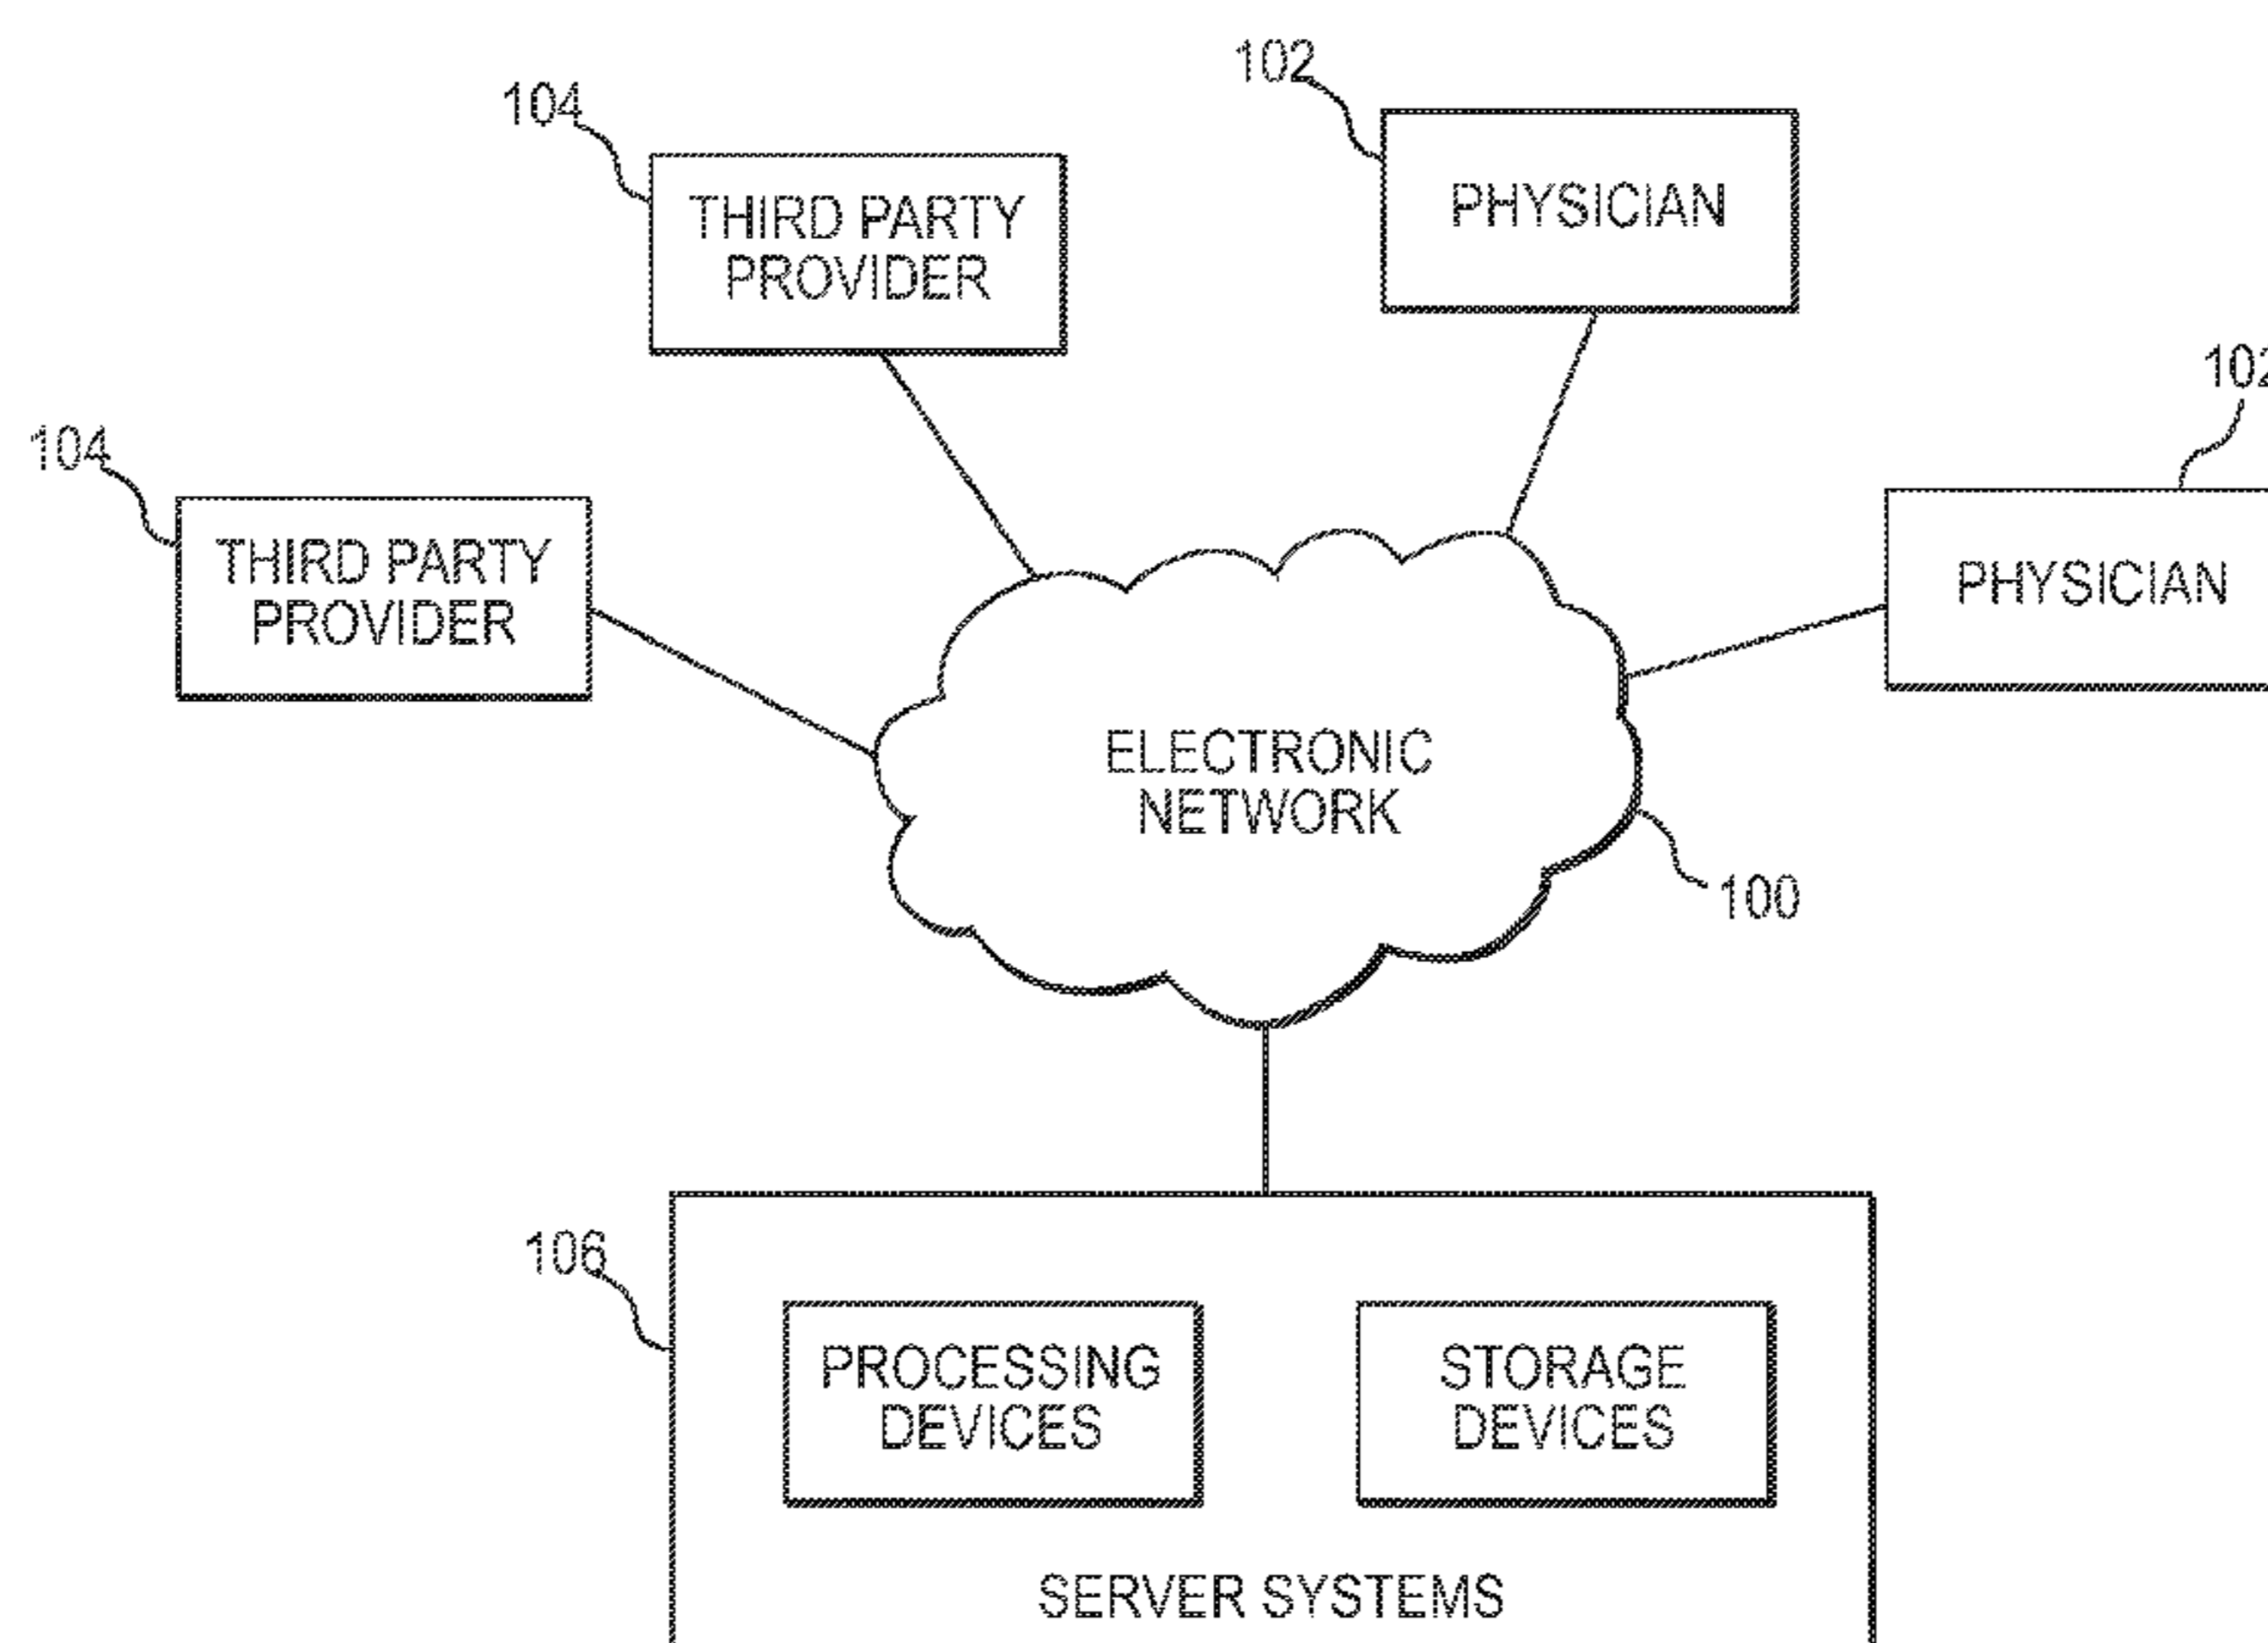 102
104
THIRD PARTY
PROVIDER
PHYSICIAN
102
104
THIRD PARTY
PROVIDER
PHYSICIAN
ELECTRONIC
NETWORK
100
106
PROCESSING
DEVICES
STORAGE
DEVICES
SERVER SYSTEMS